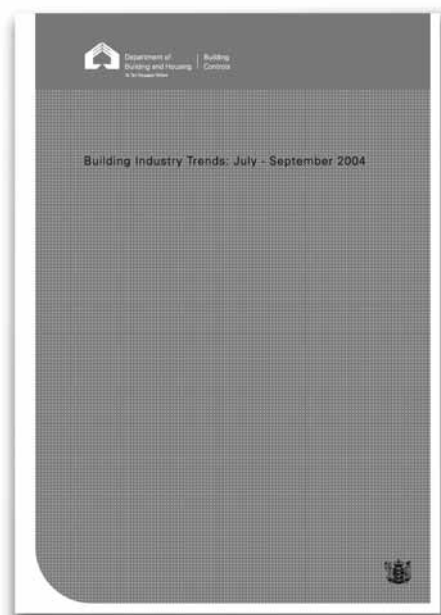 Department of
Building and Housing
Building
Controls
Building Industry Trends: July - September 2004